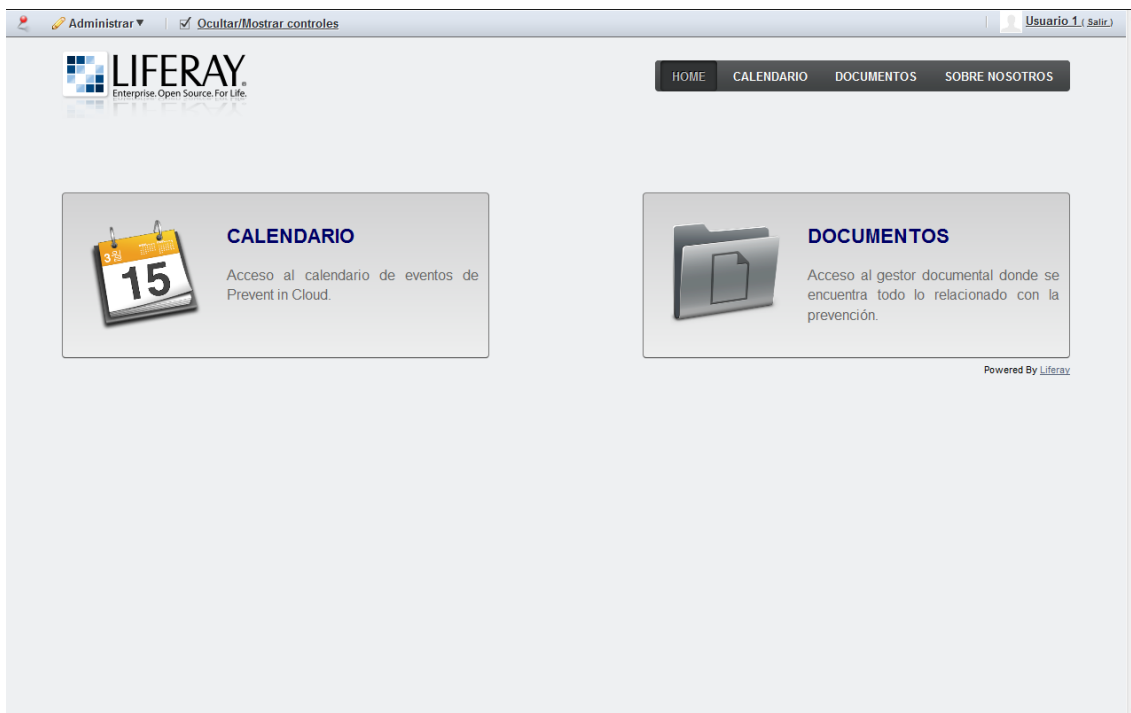 Administrar▼ Ocultar/Mostrar controles Usuario 1 ( Salir )
LIFERAY.
Enterprise. Open Source. For Life.
HOME CALENDARIO DOCUMENTOS SOBRE NOSOTROS
CALENDARIO
Acceso al calendario de eventos de
Prevent in Cloud.
15
DOCUMENTOS
Acceso al gestor documental donde se
encuentra todo lo relacionado con la
prevención.
Powered By Liferay